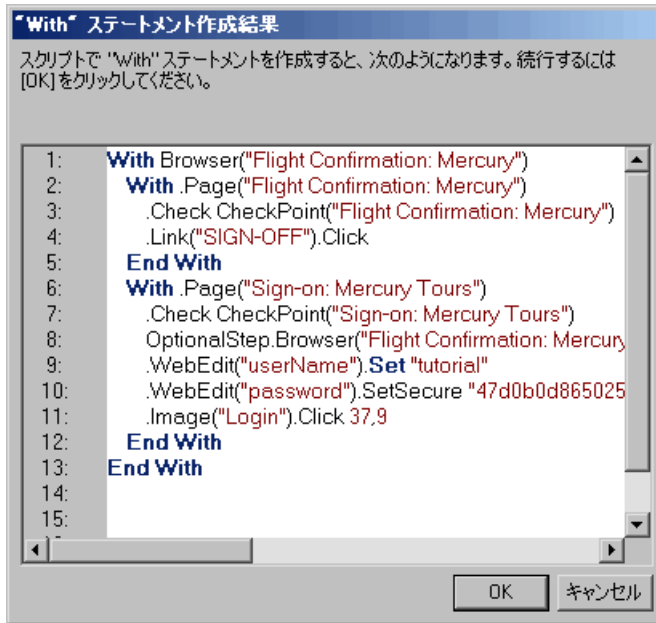 "With" ステートメント作成結果
スクリプトで "With" ステートメントを作成すると、次のようになります。続行するには
[OK] をクリックしてください。
1: With Browser("Flight Confirmation: Mercury")
2: With .Page("Flight Confirmation: Mercury")
3: .Check CheckPoint("Flight Confirmation: Mercury")
4: .Link("SIGN-OFF").Click
5: End With
6: With .Page("Sign-on: Mercury Tours")
7: .Check CheckPoint("Sign-on: Mercury Tours")
8: OptionalStep.Browser("Flight Confirmation: Mercury
9: .WebEdit("userName").Set "tutorial"
10: .WebEdit("password").SetSecure "47d0b0d865025
11: .Image("Login").Click 37,9
12: End With
13: End With
14:
15:
OK キャンセル